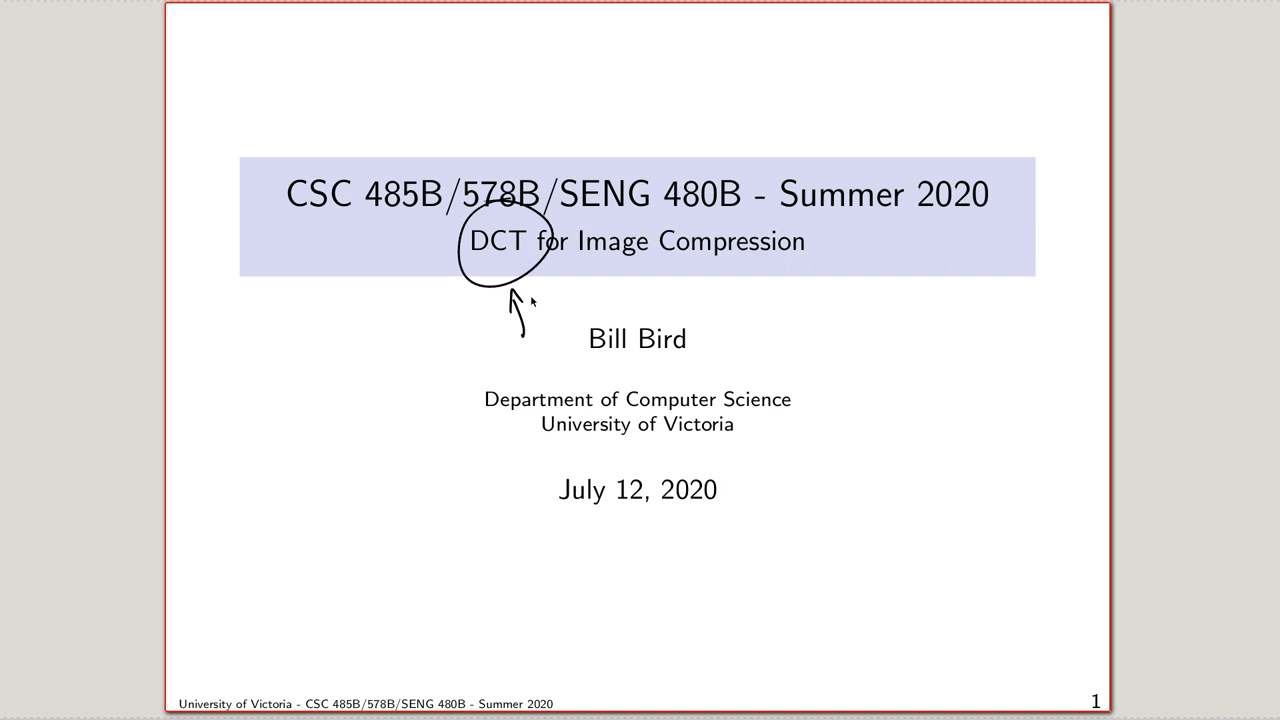 CSC 485B/578B/SENG 480B - Summer 2020
DCT for Image Compression
Bill Bird
Department of Computer Science
University of Victoria
July 12, 2020
University of Victoria - CSC 485B/578B/SENG 480B - Summer 2020
1